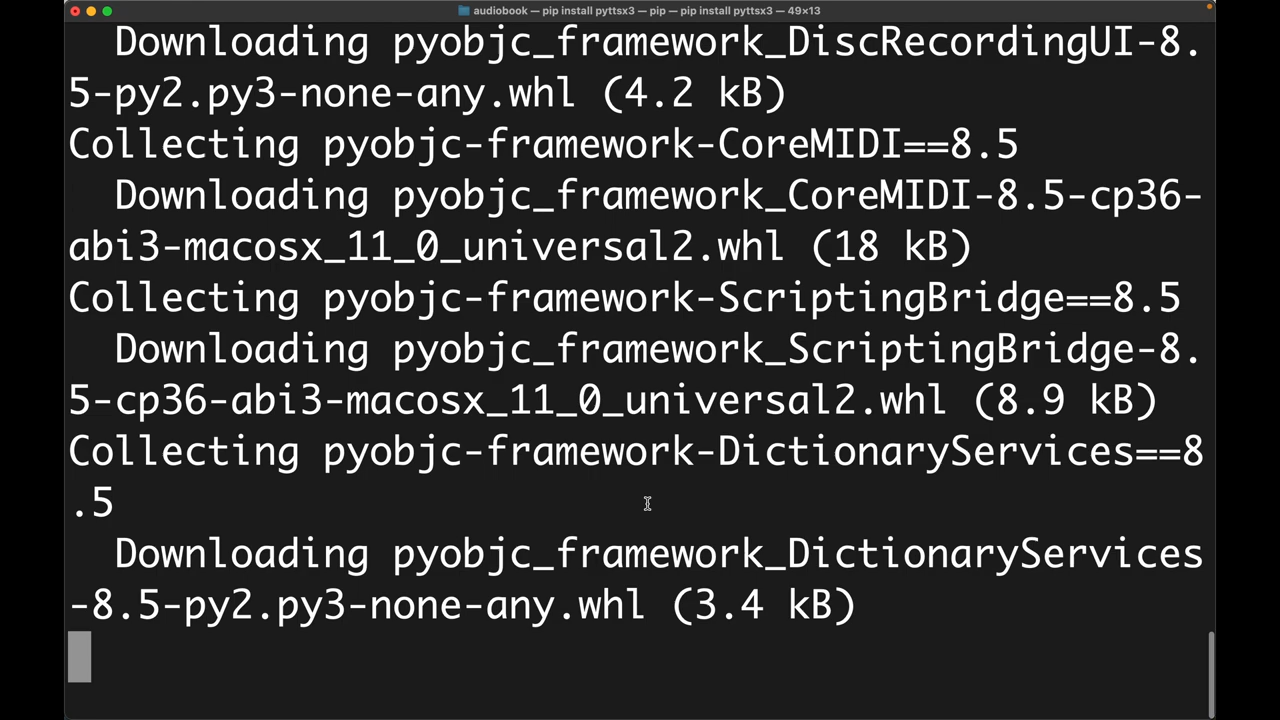 audiobook — pip install pyttsx3 — pip — pip install pyttsx3 — 49×13
Downloading pyobjc_framework_DiscRecordingUI-8.
5-py2.py3-none-any.whl (4.2 kB)
Collecting pyobjc-framework-CoreMIDI==8.5
Downloading pyobjc_framework_CoreMIDI-8.5-cp36-
abi3-macosx_11_0_universal2.whl (18 kB)
Collecting pyobjc-framework-ScriptingBridge==8.5
Downloading pyobjc_framework_ScriptingBridge-8.
5-cp36-abi3-macosx_11_0_universal2.whl (8.9 kB)
Collecting pyobjc-framework-DictionaryServices==8
.5
Downloading pyobjc_framework_DictionaryServices
-8.5-py2.py3-none-any.whl (3.4 kB)